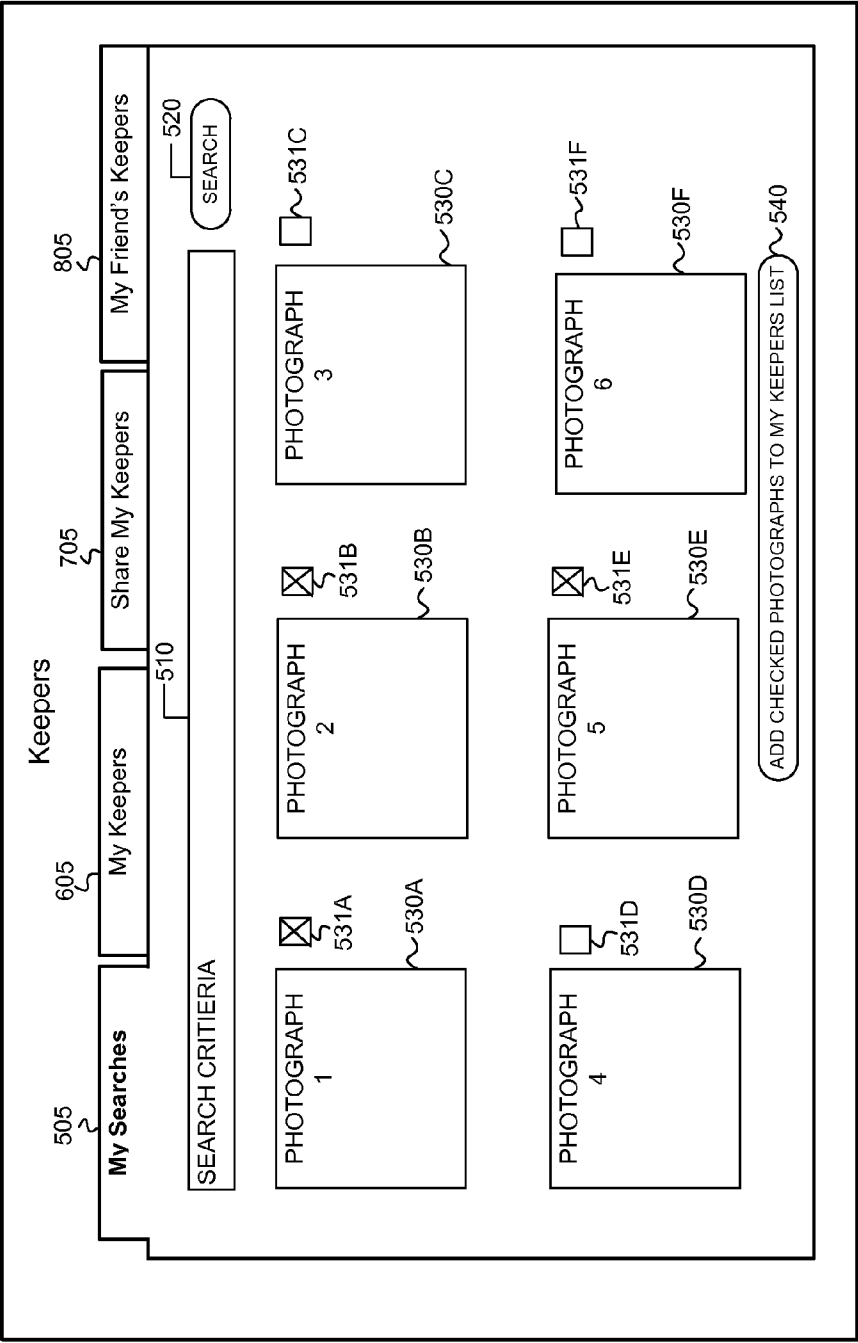 Keepers
505
605
705
805
My Searches
My Keepers
Share My Keepers
My Friend's Keepers
510
520
SEARCH CRITIERIA
SEARCH
PHOTOGRAPH
1
531A
530A
PHOTOGRAPH
2
531B
530B
PHOTOGRAPH
3
531C
530C
PHOTOGRAPH
4
531D
530D
PHOTOGRAPH
5
531E
530E
PHOTOGRAPH
6
531F
530F
ADD CHECKED PHOTOGRAPHS TO MY KEEPERS LIST
540